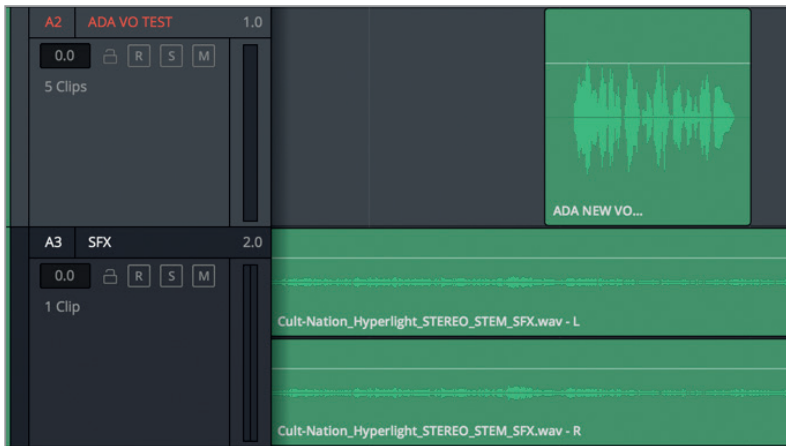 A2 ADA VO TEST 1.0
0.0 R S M
5 Clips
ADA NEW VO...
A3 SFX 2.0
0.0 R S M
1 Clip
Cult-Nation_Hyperlight_STEREO_STEM_SFX.wav - L
Cult-Nation_Hyperlight_STEREO_STEM_SFX.wav - R